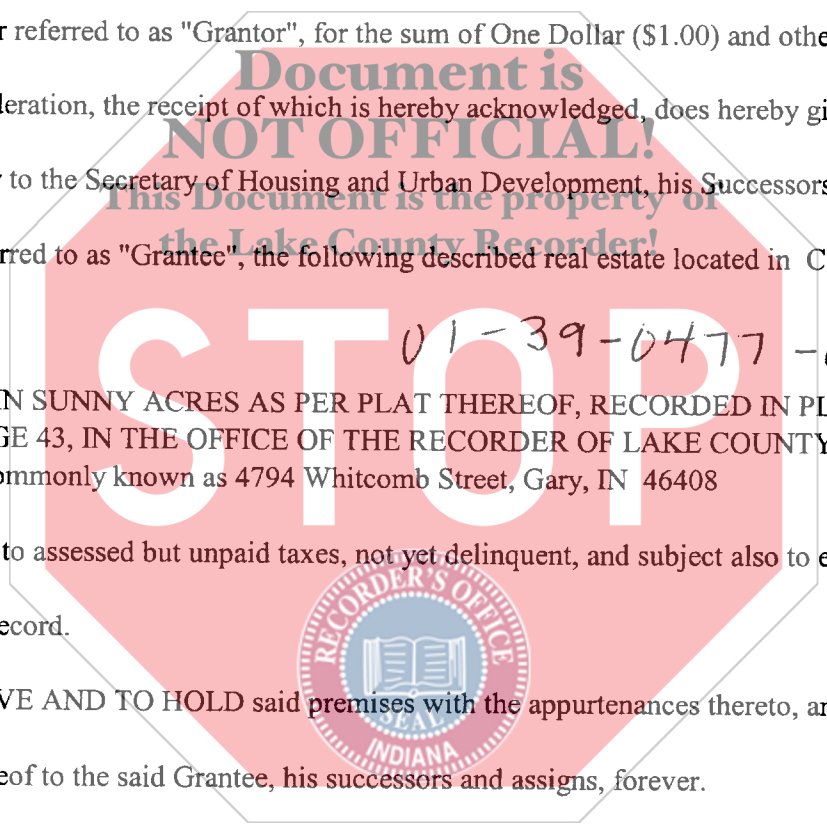 r referred to as "Grantor", for the sum of One Dollar ($1.00) and othe
Document is
leration, the receipt of which is hereby acknowledged, does hereby gi
NOT OFFICIAL!
to the Secretary of Housing and Urban Development, his Successors
This Document is the property of
rred to as "Grantee", the following described real estate located in C
the Lake County Recorder!
01-39-0477-
STOP
IN SUNNY ACRES AS PER PLAT THEREOF, RECORDED IN PL
GE 43, IN THE OFFICE OF THE RECORDER OF LAKE COUNTY
ommonly known as 4794 Whitcomb Street, Gary, IN 46408
to assessed but unpaid taxes, not yet delinquent, and subject also to e
RECORDER'S OFFICE
ecord.
VE AND TO HOLD said premises with the appurtenances thereto, an
SEAL
INDIANA
eof to the said Grantee, his successors and assigns, forever.